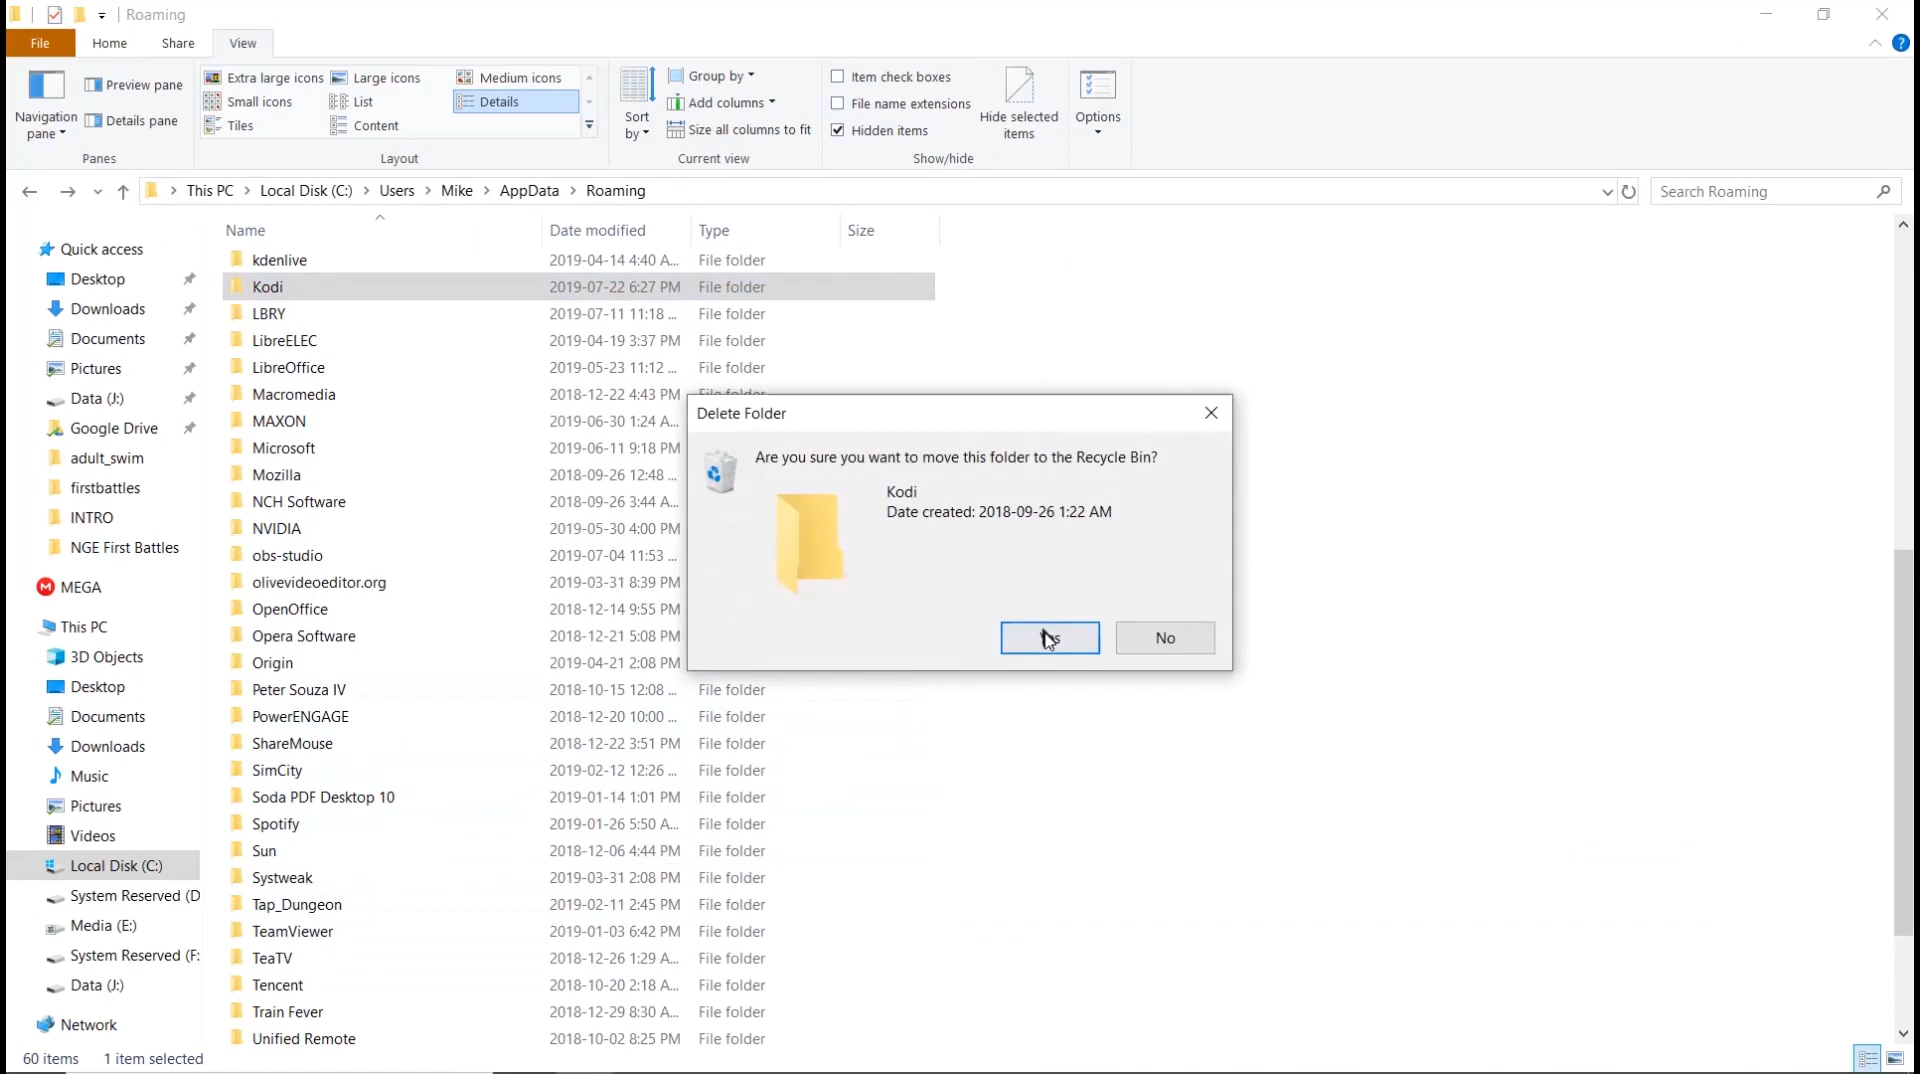 Roaming
File Home Share View
Navigation pane
Preview pane
Details pane
Panes
Extra large icons Large icons Medium icons
Small icons List Details
Tiles Content
Layout
Sort by
Group by
Add columns
Size all columns to fit
Current view
Item check boxes
File name extensions
Hidden items
Hide selected items
Show/hide
Options
This PC Local Disk (C:) Users Mike AppData Roaming
Search Roaming
Quick access
Desktop
Downloads
Documents
Pictures
Data (J:)
Google Drive
adult_swim
firstbattles
INTRO
NGE First Battles
MEGA
This PC
3D Objects
Desktop
Documents
Downloads
Music
Pictures
Videos
Local Disk (C:)
System Reserved (D
Media (E:)
System Reserved (F:
Data (J:)
Network
Name Date modified Type Size
kdenlive 2019-04-14 4:40 A... File folder
Kodi 2019-07-22 6:27 PM File folder
LBRY 2019-07-11 11:18 ... File folder
LibreELEC 2019-04-19 3:37 PM File folder
LibreOffice 2019-05-23 11:12 ... File folder
Macromedia 2018-12-22 4:43 PM File folder
MAXON 2019-06-30 1:24 A...
Microsoft 2019-06-11 9:18 PM
Mozilla 2018-09-26 12:48 ...
NCH Software 2018-09-26 3:44 A...
NVIDIA 2019-05-30 4:00 PM
obs-studio 2019-07-04 11:53 ...
olivevideoeditor.org 2019-03-31 8:39 PM
OpenOffice 2018-12-14 9:55 PM
Opera Software 2018-12-21 5:08 PM
Origin 2019-04-21 2:08 PM
Peter Souza IV 2018-10-15 12:08 ... File folder
PowerENGAGE 2018-12-20 10:00 ... File folder
ShareMouse 2018-12-22 3:51 PM File folder
SimCity 2019-02-12 12:26 ... File folder
Soda PDF Desktop 10 2019-01-14 1:01 PM File folder
Spotify 2019-01-26 5:50 A... File folder
Sun 2018-12-06 4:44 PM File folder
Systweak 2019-03-31 2:08 PM File folder
Tap_Dungeon 2019-02-11 2:45 PM File folder
TeamViewer 2019-01-03 6:42 PM File folder
TeaTV 2018-12-26 1:29 A... File folder
Tencent 2018-10-20 2:18 A... File folder
Train Fever 2018-12-29 8:30 A... File folder
Unified Remote 2018-10-02 8:25 PM File folder
Delete Folder
Are you sure you want to move this folder to the Recycle Bin?
Kodi
Date created: 2018-09-26 1:22 AM
No
60 items 1 item selected